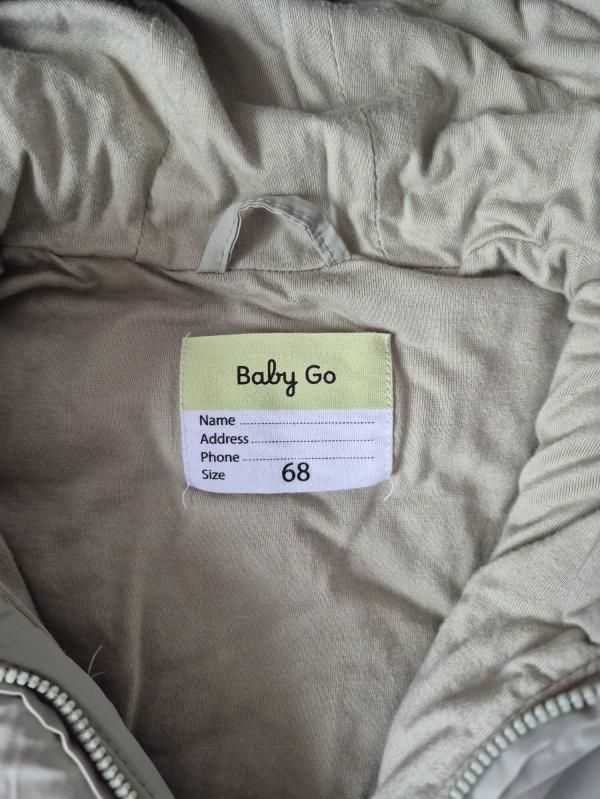 Baby Go
Name
Address
Phone
Size 68